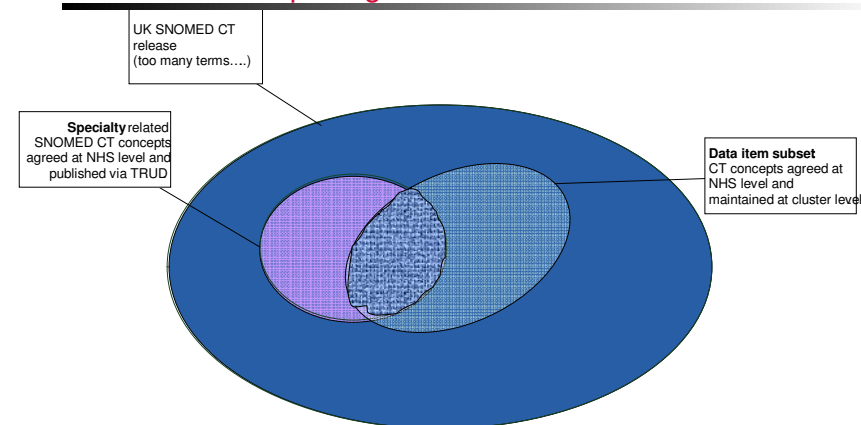 UK SNOMED CT
release
(too many terms....)
Specialty related
SNOMED CT concepts
agreed at NHS level and
published via TRUD
Data item subset
CT concepts agreed at
NHS level and
maintained at cluster level